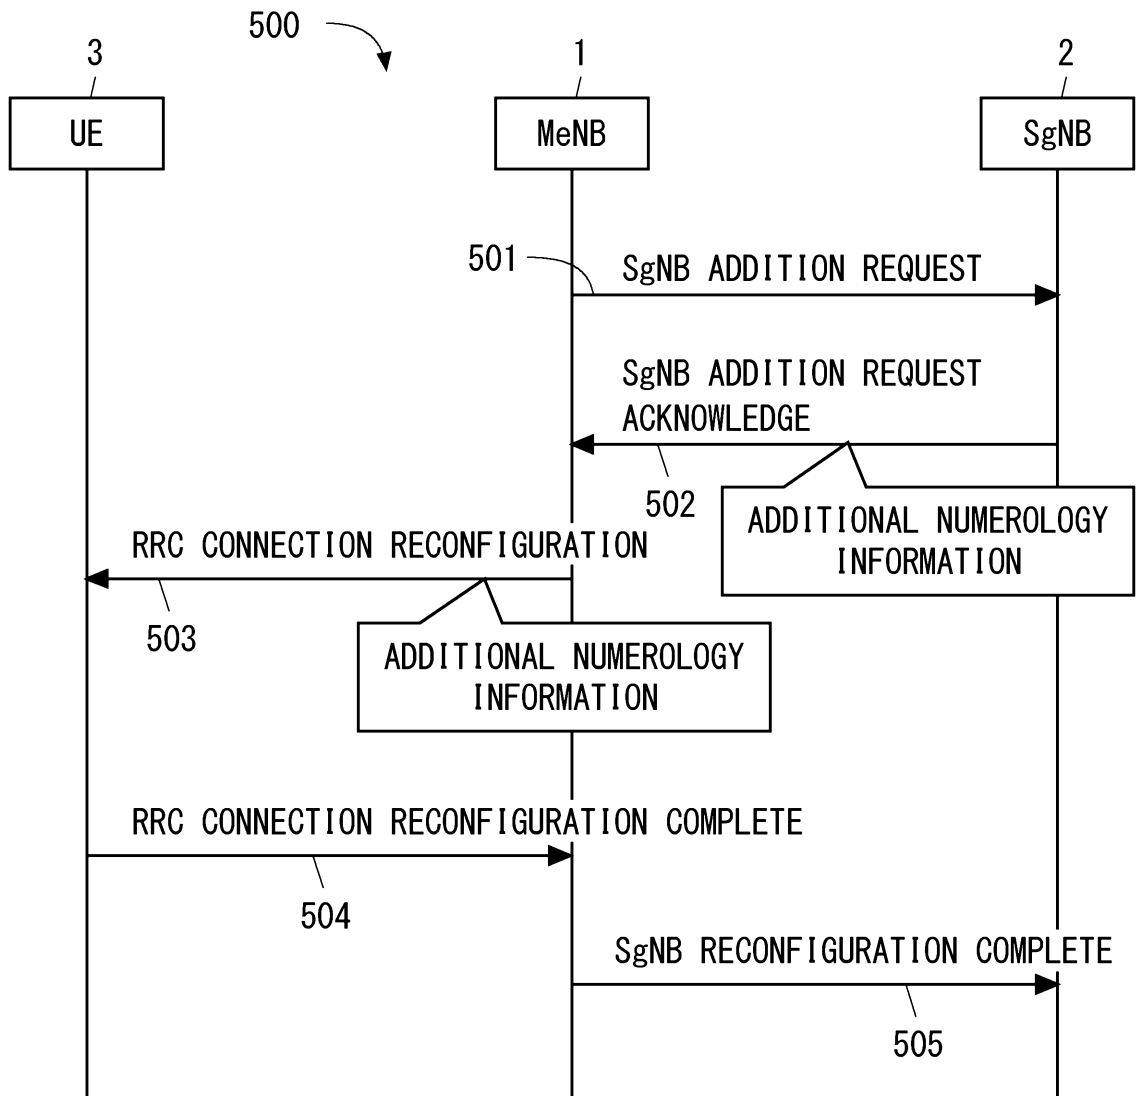 500
3
1
2
UE
MeNB
SgNB
501
SgNB ADDITION REQUEST
SgNB ADDITION REQUEST
ACKNOWLEDGE
502
ADDITIONAL NUMEROLOGY
INFORMATION
RRC CONNECTION RECONFIGURATION
503
ADDITIONAL NUMEROLOGY
INFORMATION
RRC CONNECTION RECONFIGURATION COMPLETE
504
SgNB RECONFIGURATION COMPLETE
505